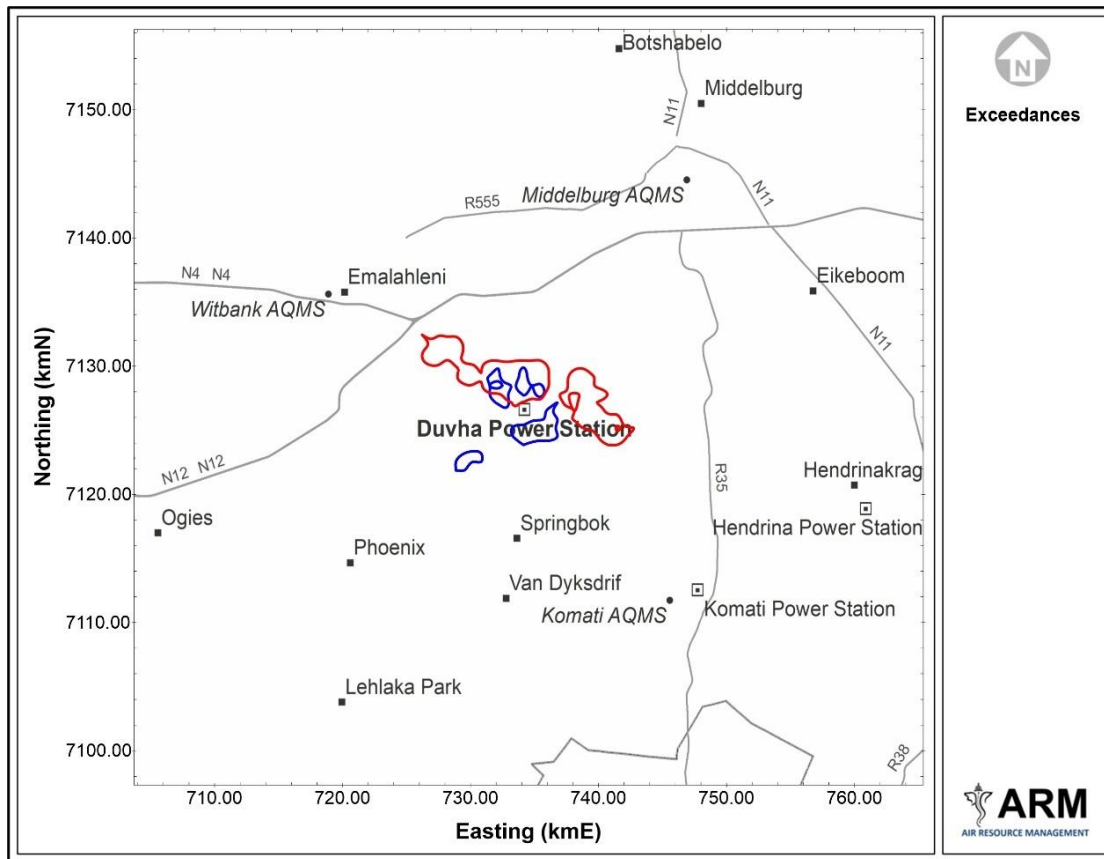 Botshabelo
7150.00
Middelburg
N11
Exceedances
N
Middelburg AQMS
R555
N11
7140.00
N4 N4
Emalahleni
Eikeboom
Witbank AQMS
N11
7130.00
Duvha Power Station
Northing (kmN)
N12 N12
R35
7120.00
Hendrinakrag
Ogies
Springbok
Hendrina Power Station
Phoenix
Van Dyksdrif
Komati AQMS
Komati Power Station
7110.00
Lehlaka Park
7100.00
R38
710.00
720.00
730.00
740.00
750.00
760.00
Easting (kmE)
ARM
AIR RESOURCE MANAGEMENT